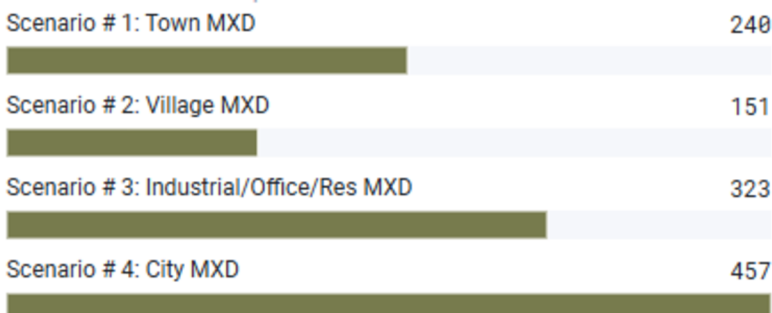 Scenario # 1: Town MXD 240
Scenario # 2: Village MXD 151
Scenario # 3: Industrial/Office/Res MXD 323
Scenario # 4: City MXD 457